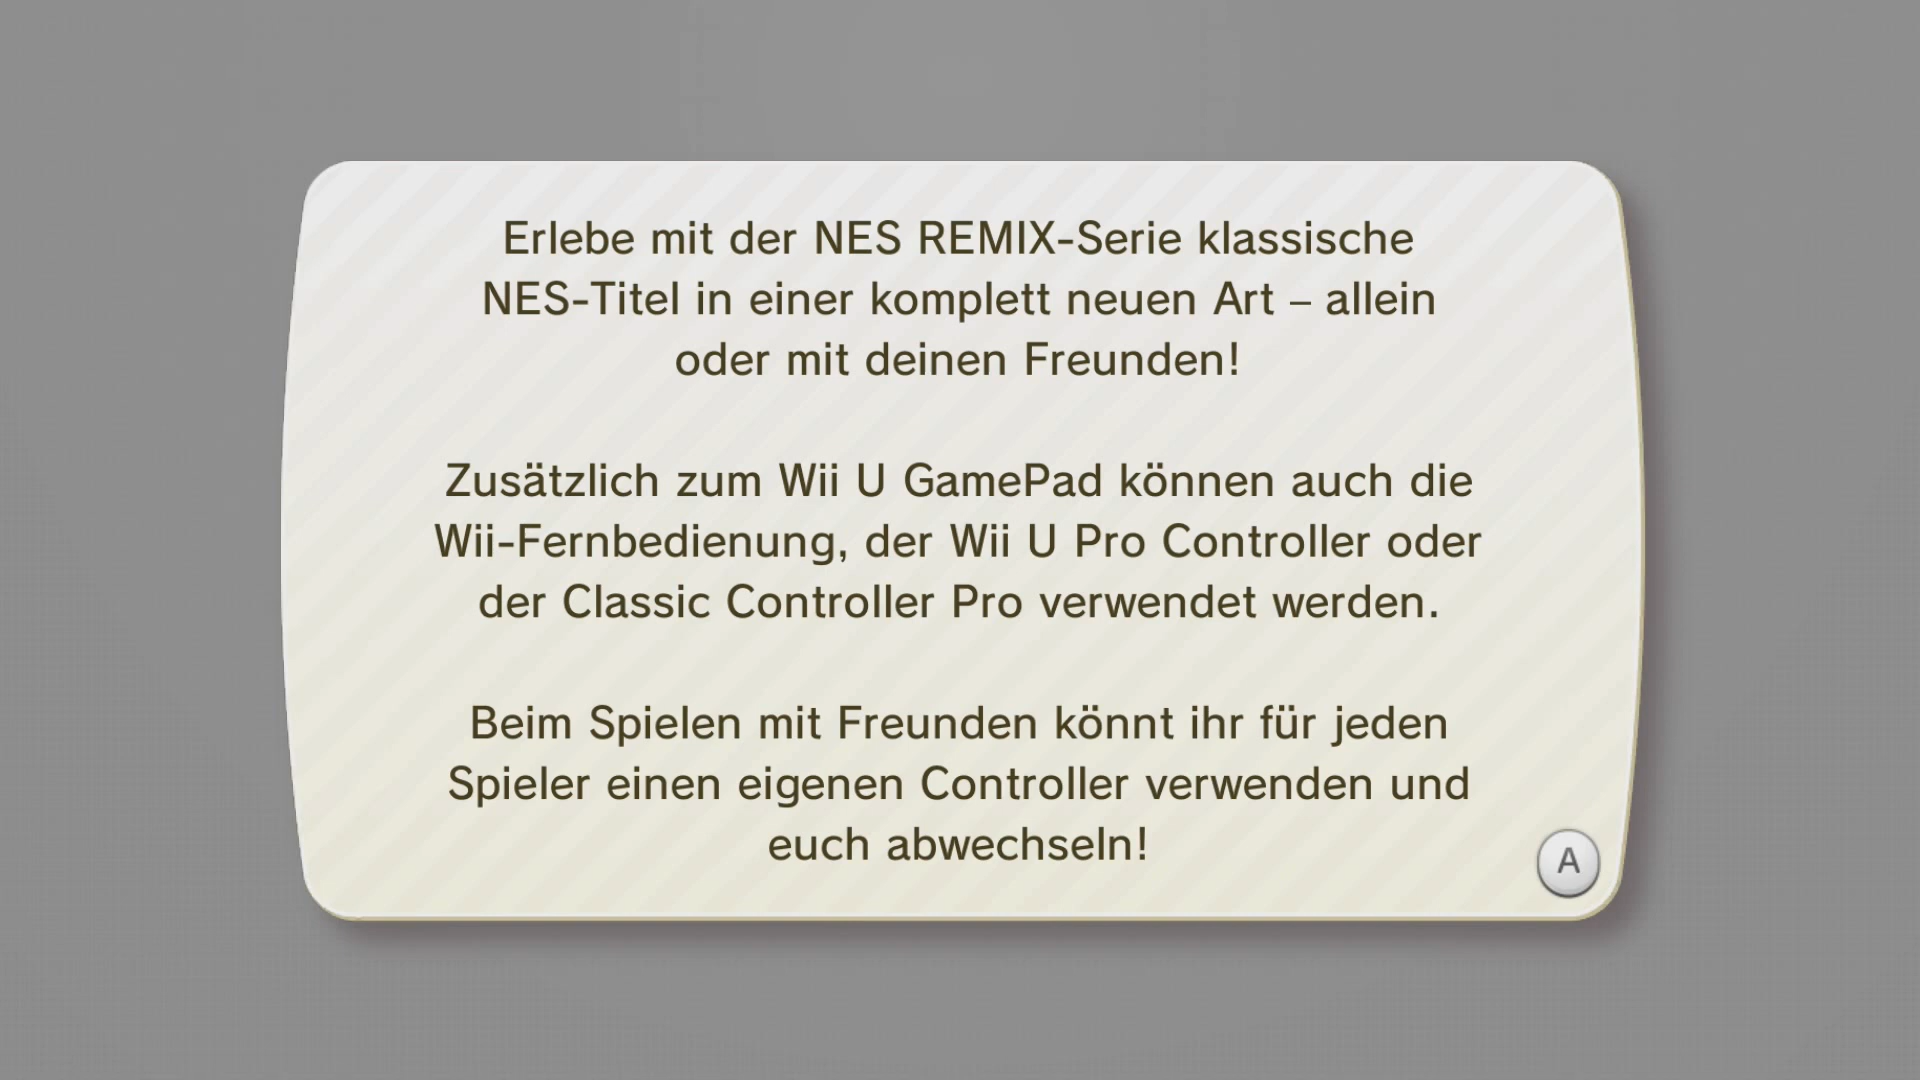 Erlebe mit der NES REMIX-Serie klassische
NES-Titel in einer komplett neuen Art – allein
oder mit deinen Freunden!
Zusätzlich zum Wii U GamePad können auch die
Wii-Fernbedienung, der Wii U Pro Controller oder
der Classic Controller Pro verwendet werden.
Beim Spielen mit Freunden könnt ihr für jeden
Spieler einen eigenen Controller verwenden und
euch abwechseln!
A